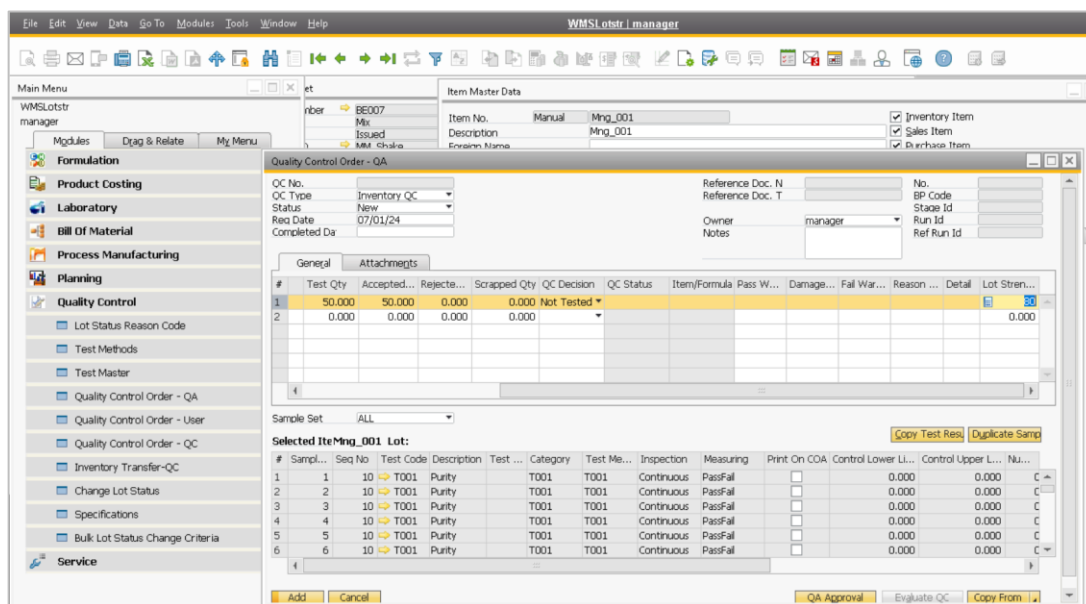 File Edit View Data Go To Modules Tools Window Help WMSLotstr | manager
Main Menu
WMSLotstr
manager
Modules Drag & Relate My Menu
Formulation
Product Costing
Laboratory
Bill Of Material
Process Manufacturing
Planning
Quality Control
Lot Status Reason Code
Test Methods
Test Master
Quality Control Order - QA
Quality Control Order - User
Quality Control Order - QC
Inventory Transfer-QC
Change Lot Status
Specifications
Bulk Lot Status Change Criteria
Service
et
nber BE007
Mix
Issued
MM_Shake
Item Master Data
Item No. Manual Mng_001 Inventory Item
Description Mng_001 Sales Item
Foreign Name Purchase Item
Quality Control Order - QA
QC No. Reference Doc. N No.
QC Type Inventory QC Reference Doc. T BP Code
Status New Stage Id
Req Date 07/01/24 Owner manager Run Id
Completed Da Notes Ref Run Id
General Attachments
# Test Qty Accepted... Rejecte... Scrapped Qty QC Decision QC Status Item/Formula Pass W... Damage... Fail War... Reason ... Detail Lot Stren...
1 50.000 50.000 0.000 0.000 Not Tested 80
2 0.000 0.000 0.000 0.000 0.000
Sample Set ALL
Selected IteMng_001 Lot: Copy Test Resu Duplicate Samp
# Sampl... Seq No Test Code Description Test ... Category Test Me... Inspection Measuring Print On COA Control Lower Li... Control Upper L... Nu...
1 1 10 T001 Purity T001 T001 Continuous PassFail 0.000 0.000
2 2 10 T001 Purity T001 T001 Continuous PassFail 0.000 0.000
3 3 10 T001 Purity T001 T001 Continuous PassFail 0.000 0.000
4 4 10 T001 Purity T001 T001 Continuous PassFail 0.000 0.000
5 5 10 T001 Purity T001 T001 Continuous PassFail 0.000 0.000
6 6 10 T001 Purity T001 T001 Continuous PassFail 0.000 0.000
Add Cancel QA Approval Evaluate QC Copy From